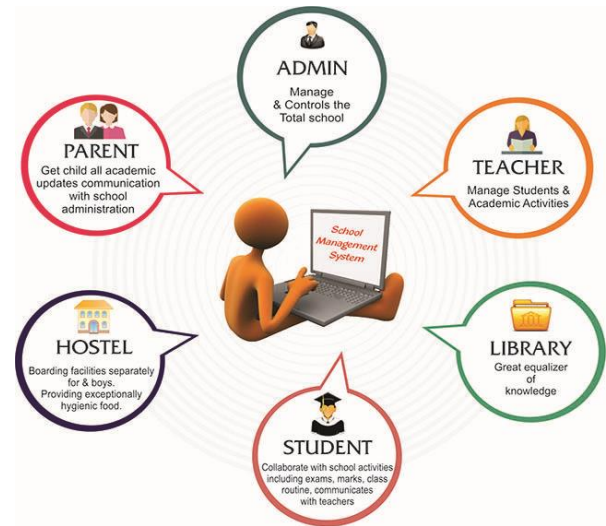 ADMIN
Manage
& Controls the
Total school
PARENT
Get child all academic
updates communication
with school
administration
TEACHER
Manage Students &
Academic Activities
School
Management
System
HOSTEL
Boarding facilities separately
for & boys.
Providing exceptionally
hygienic food.
LIBRARY
Great equalizer
of
knowledge
STUDENT
Collaborate with school activities
including exams, marks, class
routine, communicates
with teachers